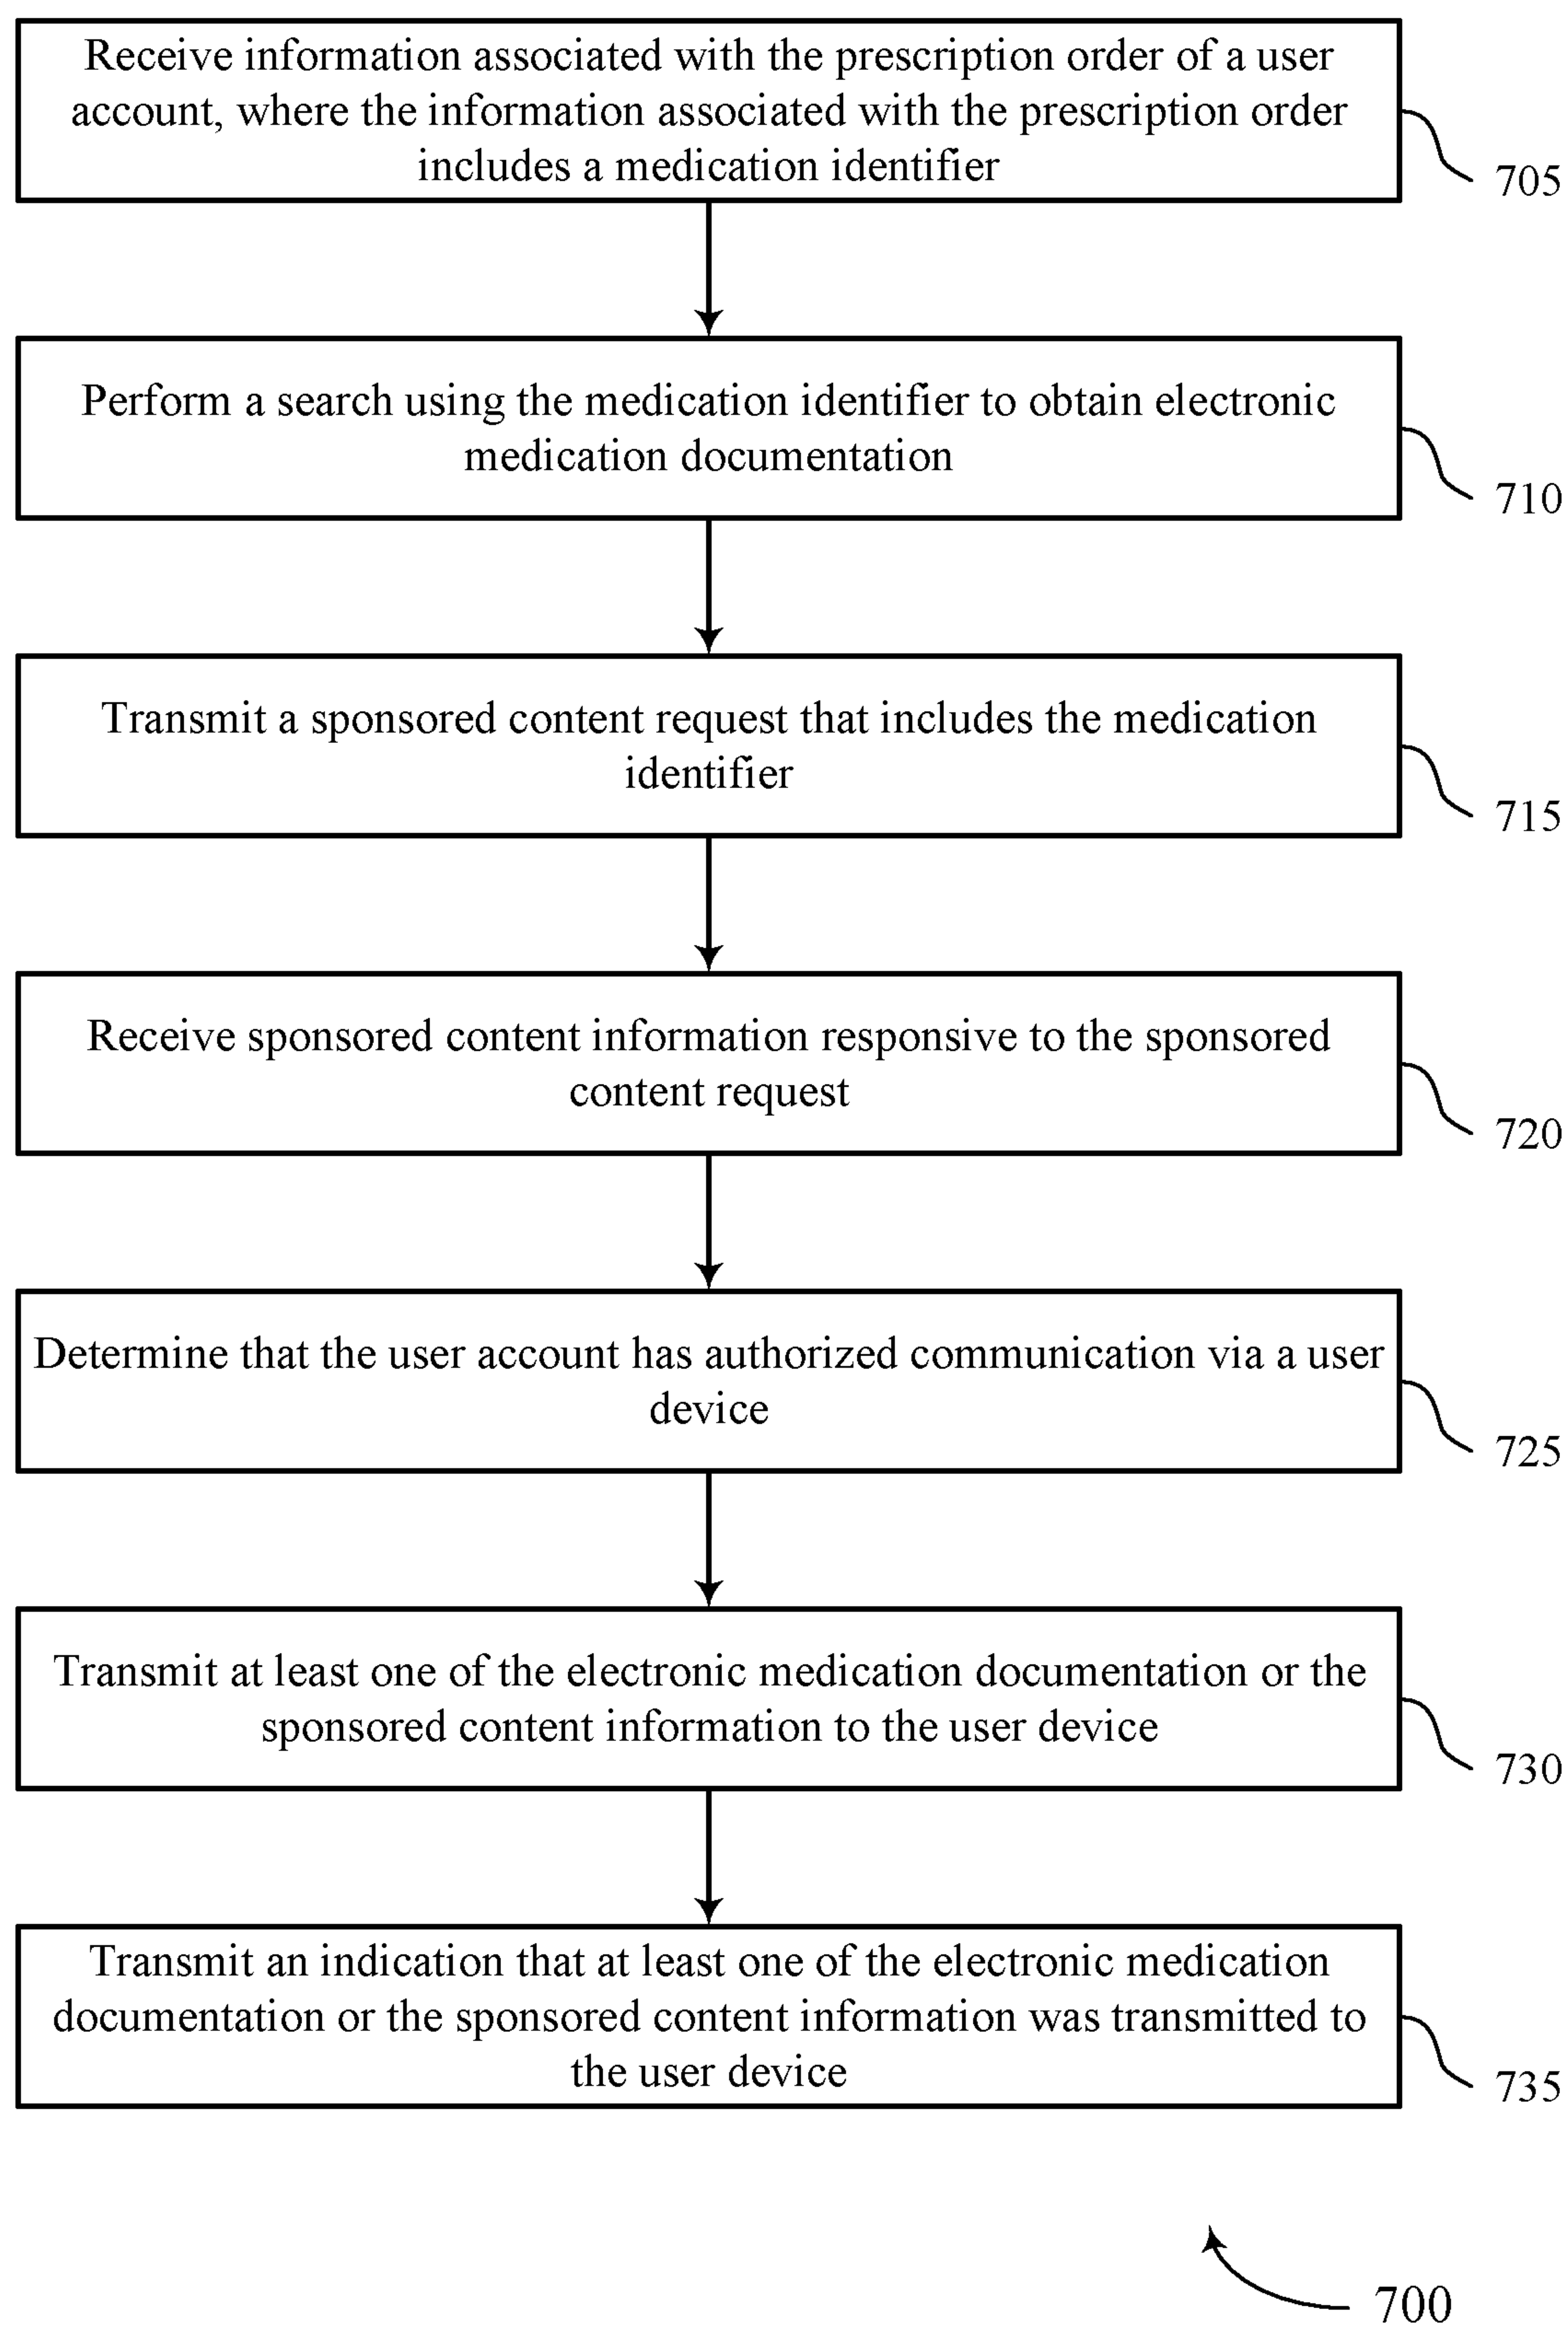 Receive information associated with the prescription order of a user
account, where the information associated with the prescription order
includes a medication identifier
705
Perform a search using the medication identifier to obtain electronic
medication documentation
710
Transmit a sponsored content request that includes the medication
identifier
715
Receive sponsored content information responsive to the sponsored
content request
720
Determine that the user account has authorized communication via a user
device
725
Transmit at least one of the electronic medication documentation or the
sponsored content information to the user device
730
Transmit an indication that at least one of the electronic medication
documentation or the sponsored content information was transmitted to
the user device
735
700